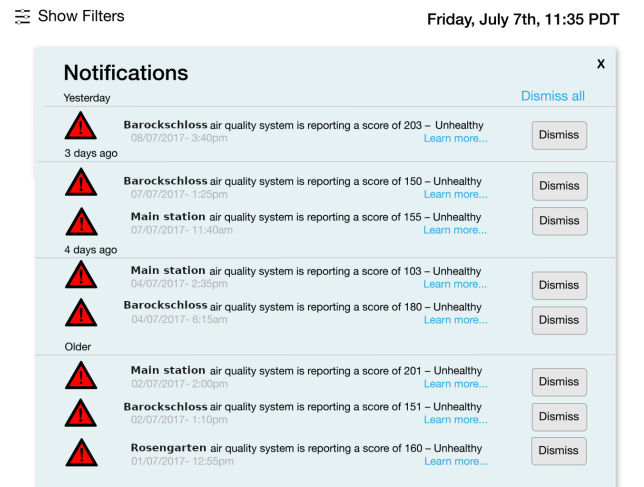 Show Filters
Friday, July 7th, 11:35 PDT
Notifications
X
Yesterday
Dismiss all
Barockschloss air quality system is reporting a score of 203 – Unhealthy
08/07/2017- 3:40pm
Learn more...
Dismiss
3 days ago
Barockschloss air quality system is reporting a score of 150 – Unhealthy
07/07/2017- 1:25pm
Learn more...
Dismiss
Main station air quality system is reporting a score of 155 – Unhealthy
07/07/2017- 11:40am
Learn more...
Dismiss
4 days ago
Main station air quality system is reporting a score of 103 – Unhealthy
04/07/2017- 2:35pm
Learn more...
Dismiss
Barockschloss air quality system is reporting a score of 180 – Unhealthy
04/07/2017- 6:15am
Learn more...
Dismiss
Older
Main station air quality system is reporting a score of 201 – Unhealthy
02/07/2017- 2:00pm
Learn more...
Dismiss
Barockschloss air quality system is reporting a score of 151 – Unhealthy
02/07/2017- 1:10pm
Learn more...
Dismiss
Rosengarten air quality system is reporting a score of 160 – Unhealthy
01/07/2017- 12:55pm
Learn more...
Dismiss